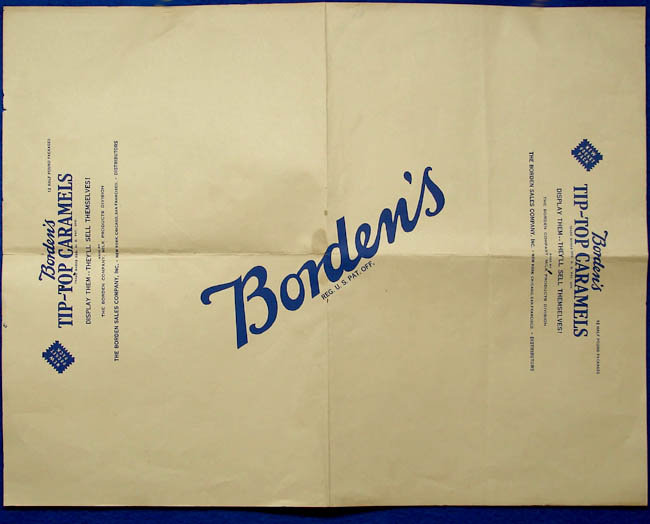 12 HALF POUND PACKAGES
Borden's
TIP-TOP CARAMELS
DISPLAY THEM--THEY'LL SELL THEMSELVES!
THE BORDEN COMPANY, MILK PRODUCTS DIVISION
THE BORDEN SALES COMPANY, INC., NEW YORK, CHICAGO, SAN FRANCISCO - DISTRIBUTORS
Borden's
REG. U. S. PAT. OFF.
12 HALF POUND PACKAGES
Borden's
TIP-TOP CARAMELS
DISPLAY THEM--THEY'LL SELL THEMSELVES!
THE BORDEN COMPANY, MILK PRODUCTS DIVISION
THE BORDEN SALES COMPANY, INC., NEW YORK, CHICAGO, SAN FRANCISCO - DISTRIBUTORS